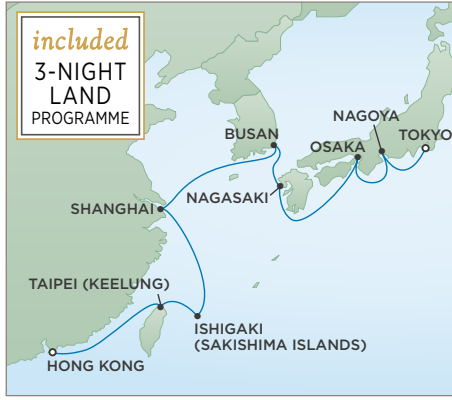 included
3-NIGHT
LAND
PROGRAMME
NAGOYA
BUSAN
OSAKA
TOKYO
NAGASAKI
SHANGHAI
TAIPEI (KEELUNG)
ISHIGAKI
(SAKISHIMA ISLANDS)
HONG KONG